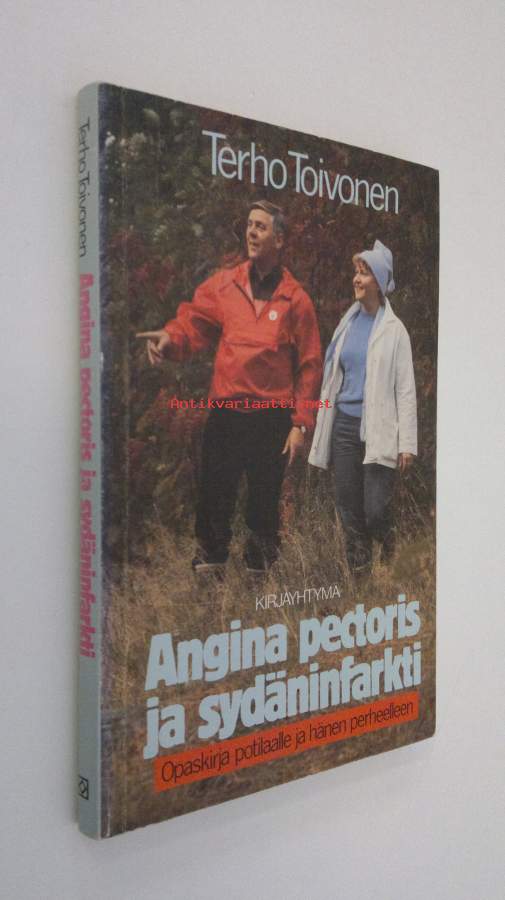 Terho Toivonen
Angina pectoris ja sydäninfarkti
Terho Toivonen
Antikvariaatti.net
KIRJAYHTYMÄ
Angina pectoris
ja sydäninfarkti
Opaskirja potilaalle ja hänen perheelleen